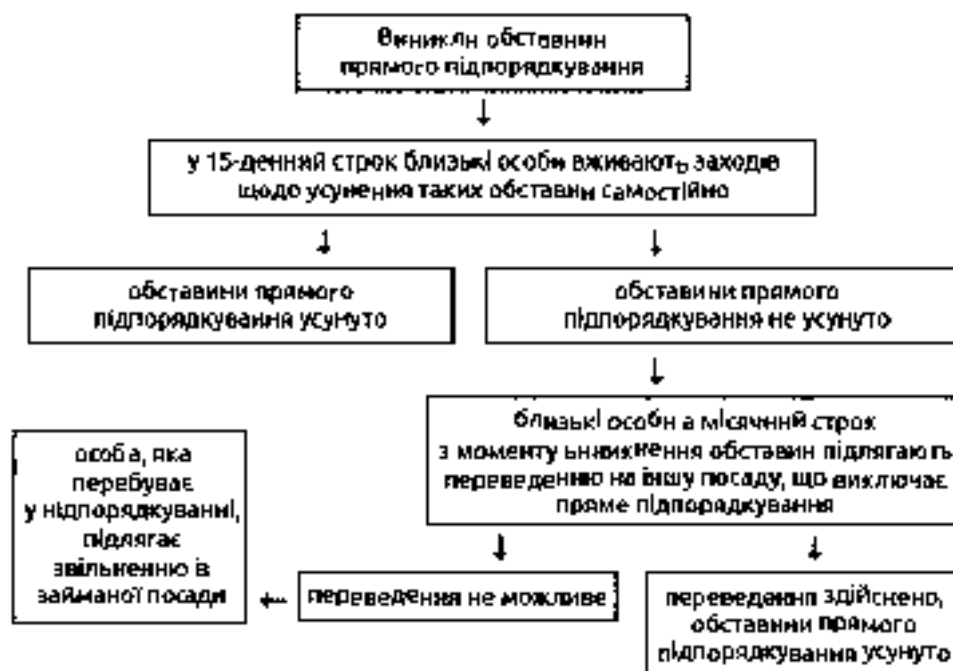 Виникли обставини
прямого підпорядкування
у 15-денний строк близькі особи вживають заходів
щодо усунення таких обставин самостійно
обставини прямого
підпорядкування усунуто
обставини прямого
підпорядкування не усунуто
близькі особи в місячний строк
з моменту виникнення обставин підлягають
переведенню на іншу посаду, що виключає
пряме підпорядкування
особа, яка
перебуває
у підпорядкуванні,
підлягає
звільненню із
займаної посади
переведення не можливе
переведення здійснено,
обставини прямого
підпорядкування усунуто